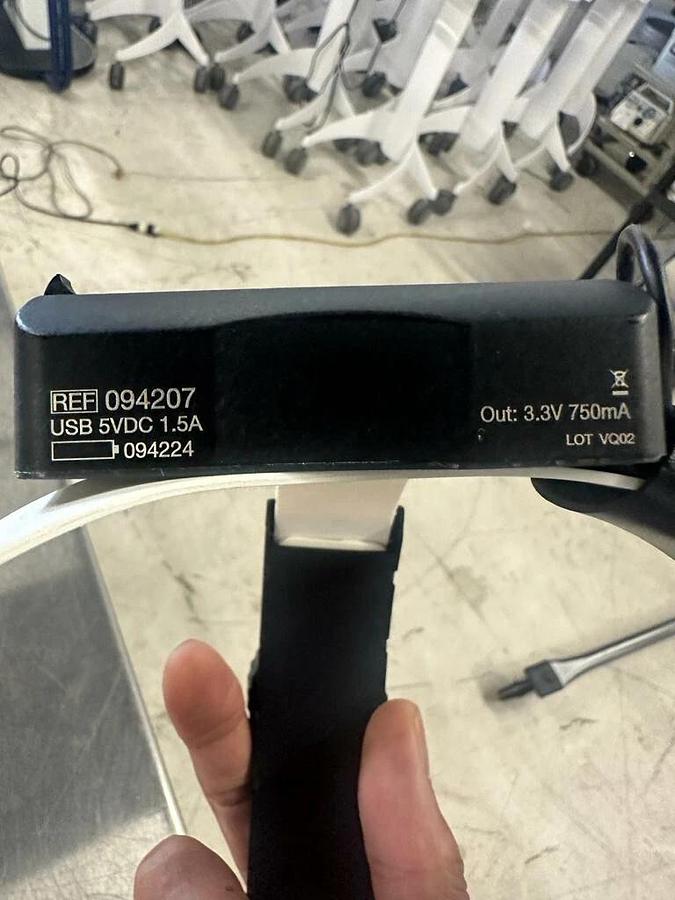 REF 094207
USB 5VDC 1.5A
094224
Out: 3.3V 750mA
LOT VQ02